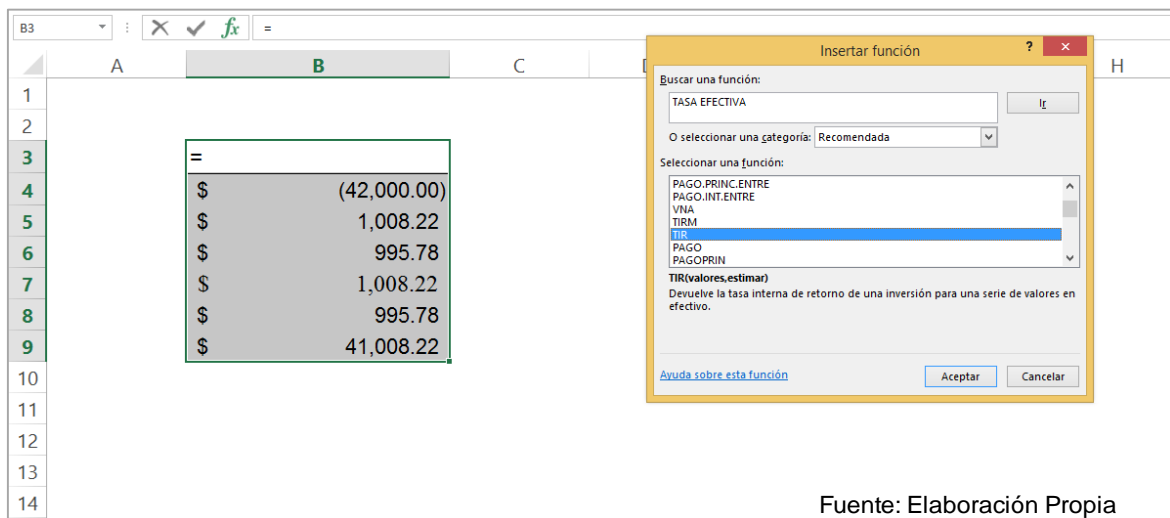 B3 fx =
Insertar función ? ×
A B C D H
Buscar una función:
1
TASA EFECTIVA Ir
2
O seleccionar una categoría: Recomendada
3 =
Seleccionar una función:
4 $ (42,000.00)
PAGO.PRINC.ENTRE
PAGO.INT.ENTRE
5 $ 1,008.22
VNA
TIRM
6 $ 995.78
TIR
PAGO
PAGOPRIN
7 $ 1,008.22
TIR(valores,estimar)
Devuelve la tasa interna de retorno de una inversión para una serie de valores en
efectivo.
8 $ 995.78
9 $ 41,008.22
10
Ayuda sobre esta función Aceptar Cancelar
11
12
13
14
Fuente: Elaboración Propia